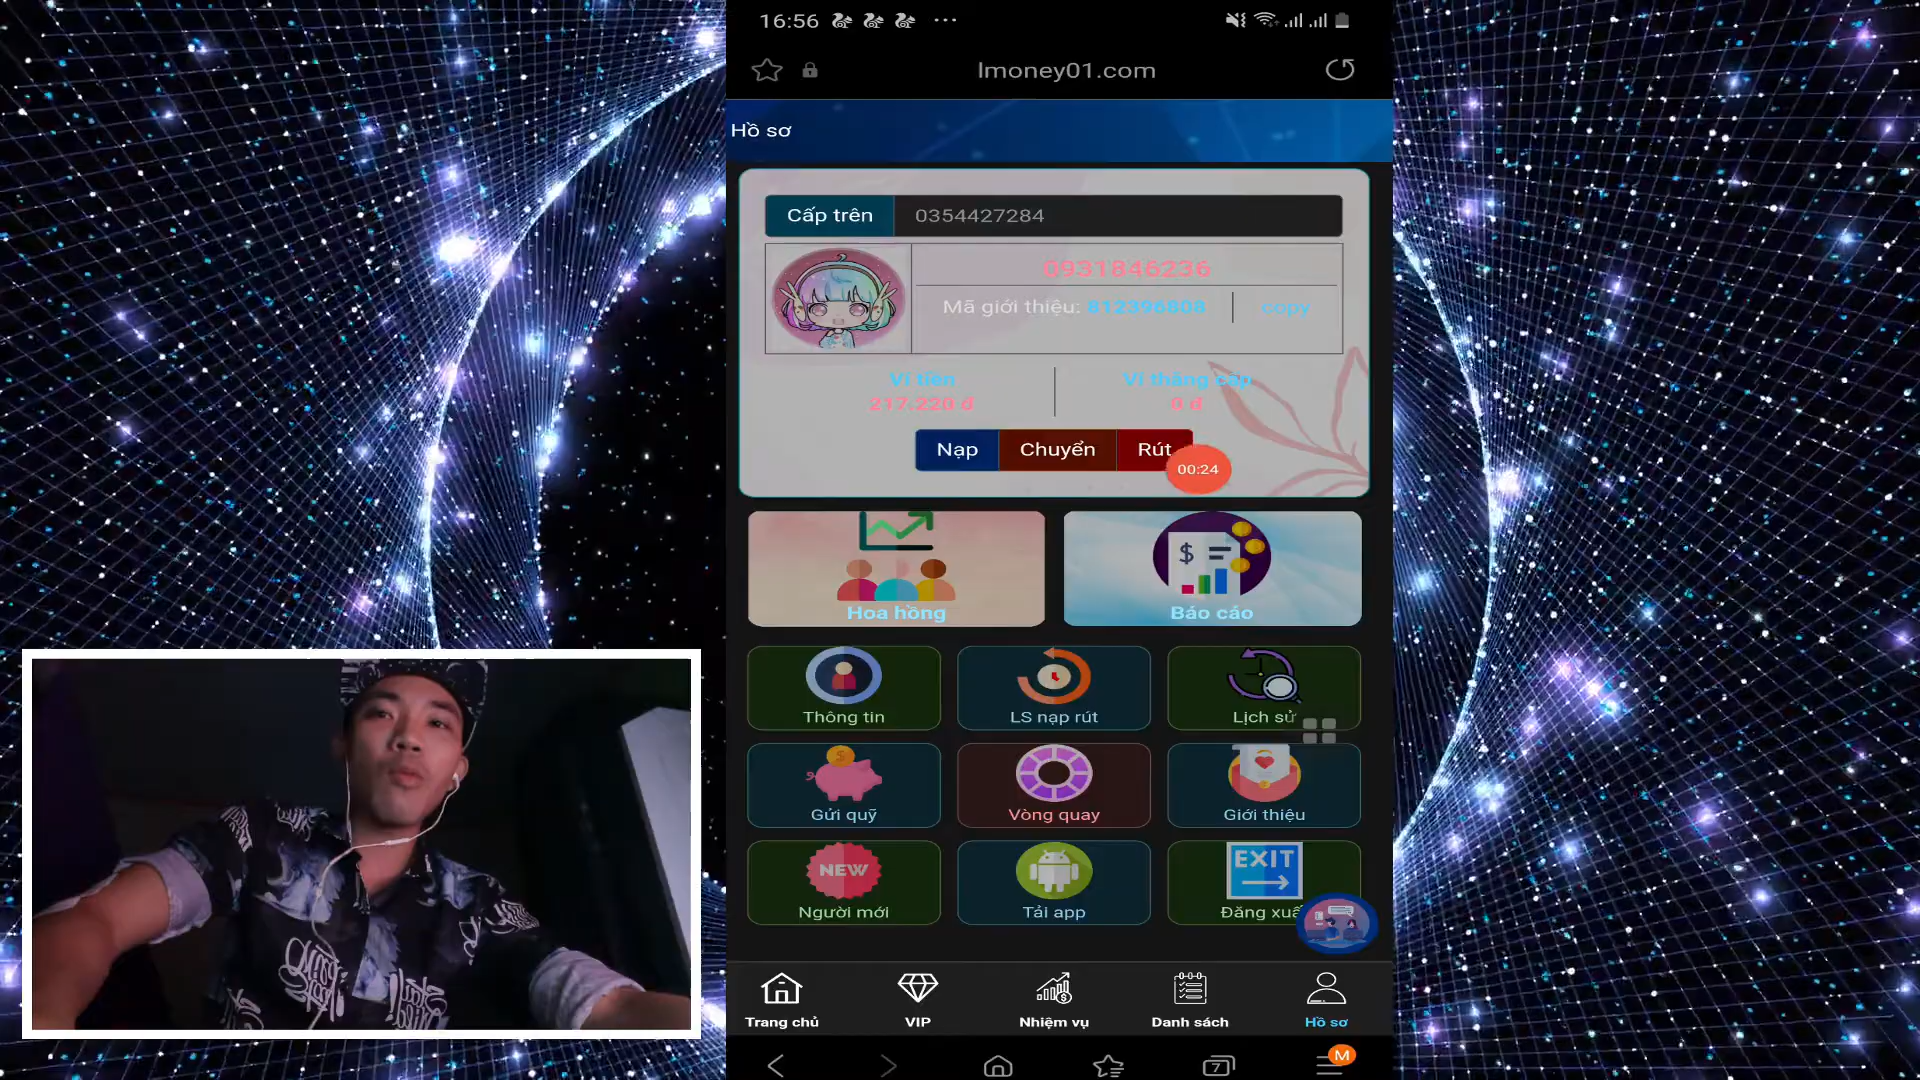 16:56
lmoney01.com
Hồ sơ
Cấp trên 0354427284
0931846236
Mã giới thiệu: 812396808 copy
Ví tiền
217.220 đ
Ví thăng cấp
0 đ
Nạp Chuyển Rút
00:24
Hoa hồng
$
Báo cáo
Thông tin
LS nạp rút
Lịch sử
$
Gửi quỹ
Vòng quay
Giới thiệu
NEW
Người mới
Tải app
EXIT
Đăng xuấ
Trang chủ
VIP
Nhiệm vụ
Danh sách
Hồ sơ
7
M